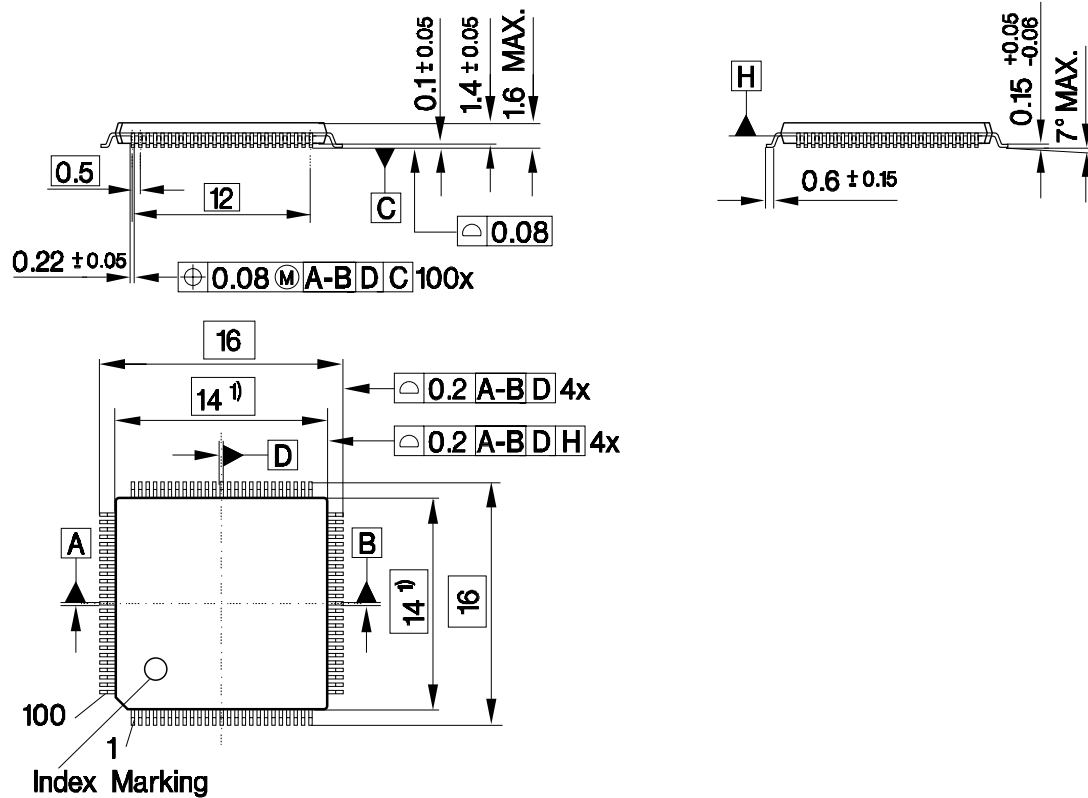 0.1 ± 0.05
1.4 ± 0.05
1.6 MAX.
H
0.15 +0.05 -0.06
7° MAX.
0.5
12
C
0.6 ± 0.15
⌓ 0.08
0.22 ± 0.05
⌖ 0.08 Ⓜ A-B D C 100x
16
14 1)
⌓ 0.2 A-B D 4x
⌓ 0.2 A-B D H 4x
D
A
B
14 1)
16
100
1
Index Marking